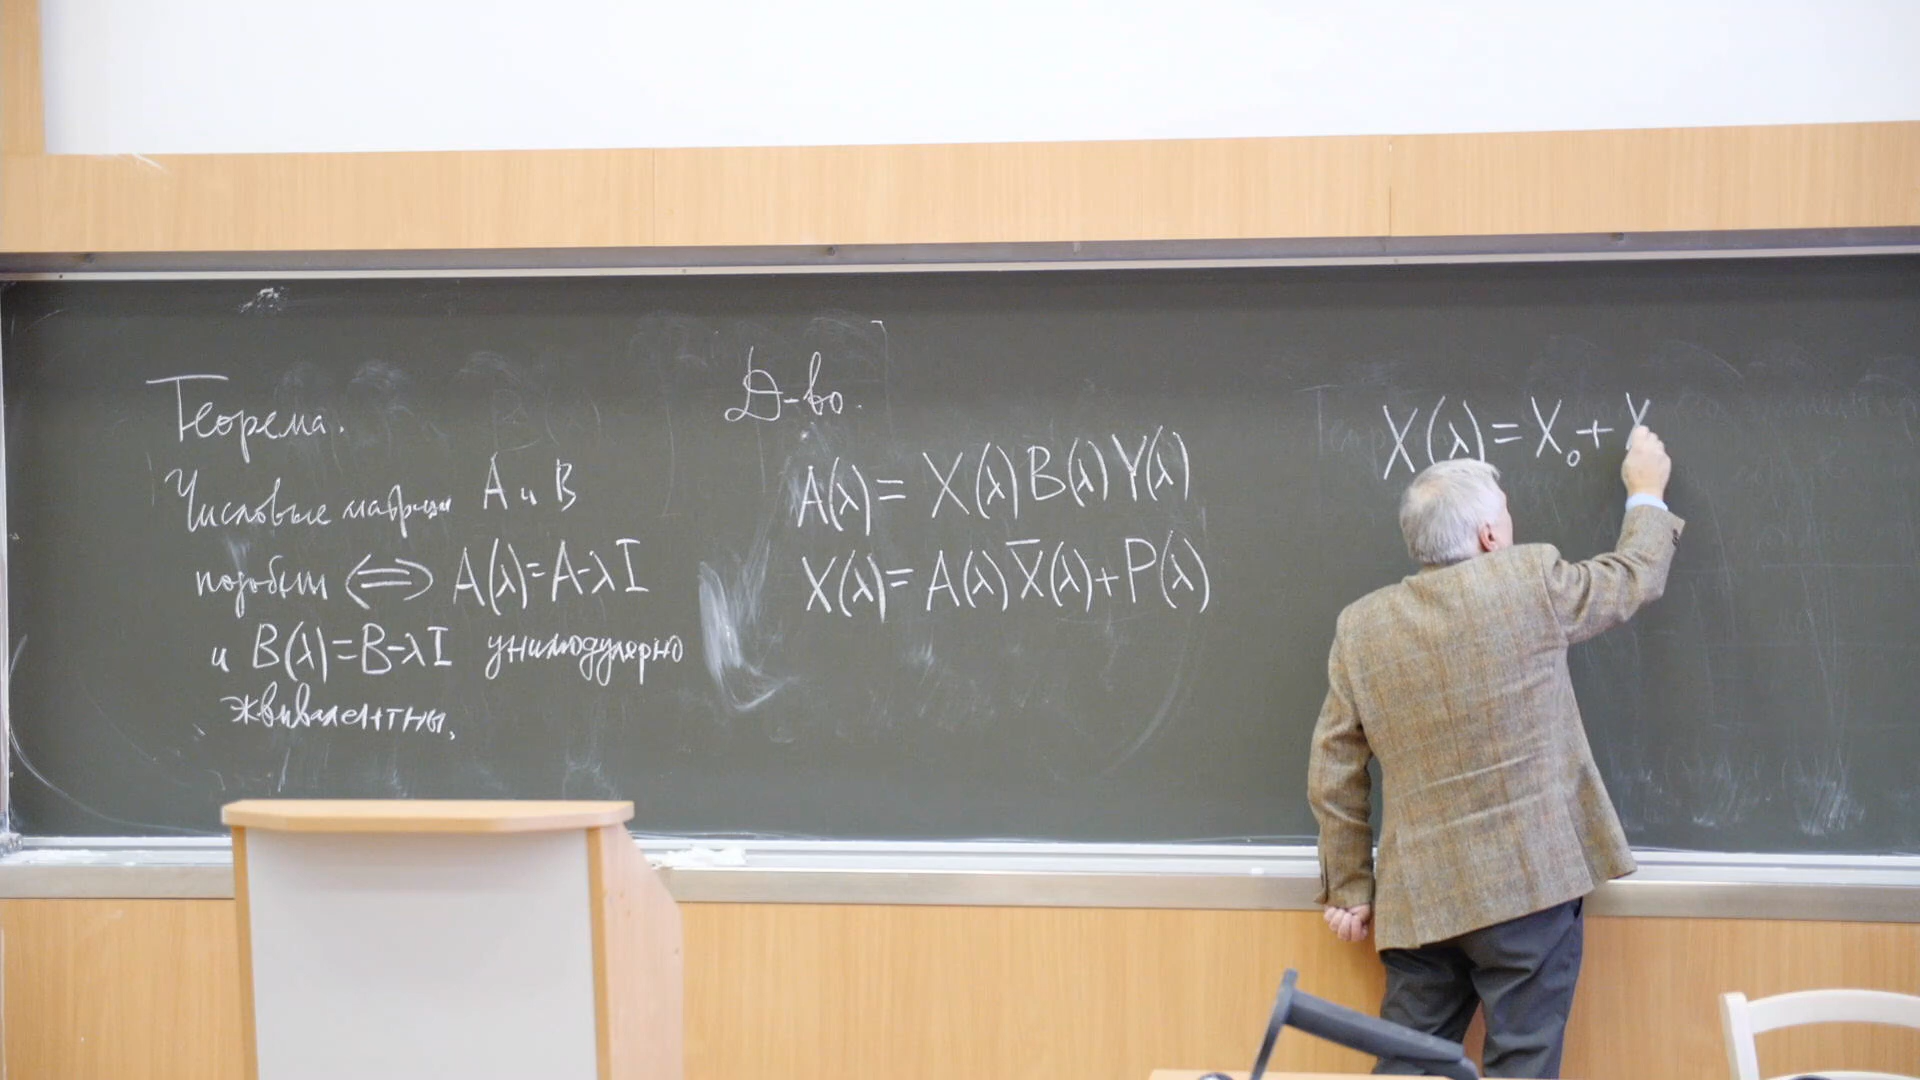 Теорема.
Числовые матрицы A и B
подобны ⟺ A(λ)=A-λI
и B(λ)=B-λI унимодулярно
эквивалентны.
Д-во.
A(λ)= X(λ)B(λ)Y(λ)
X(λ)= A(λ)X̅(λ)+P(λ)
X(λ)=X₀+X